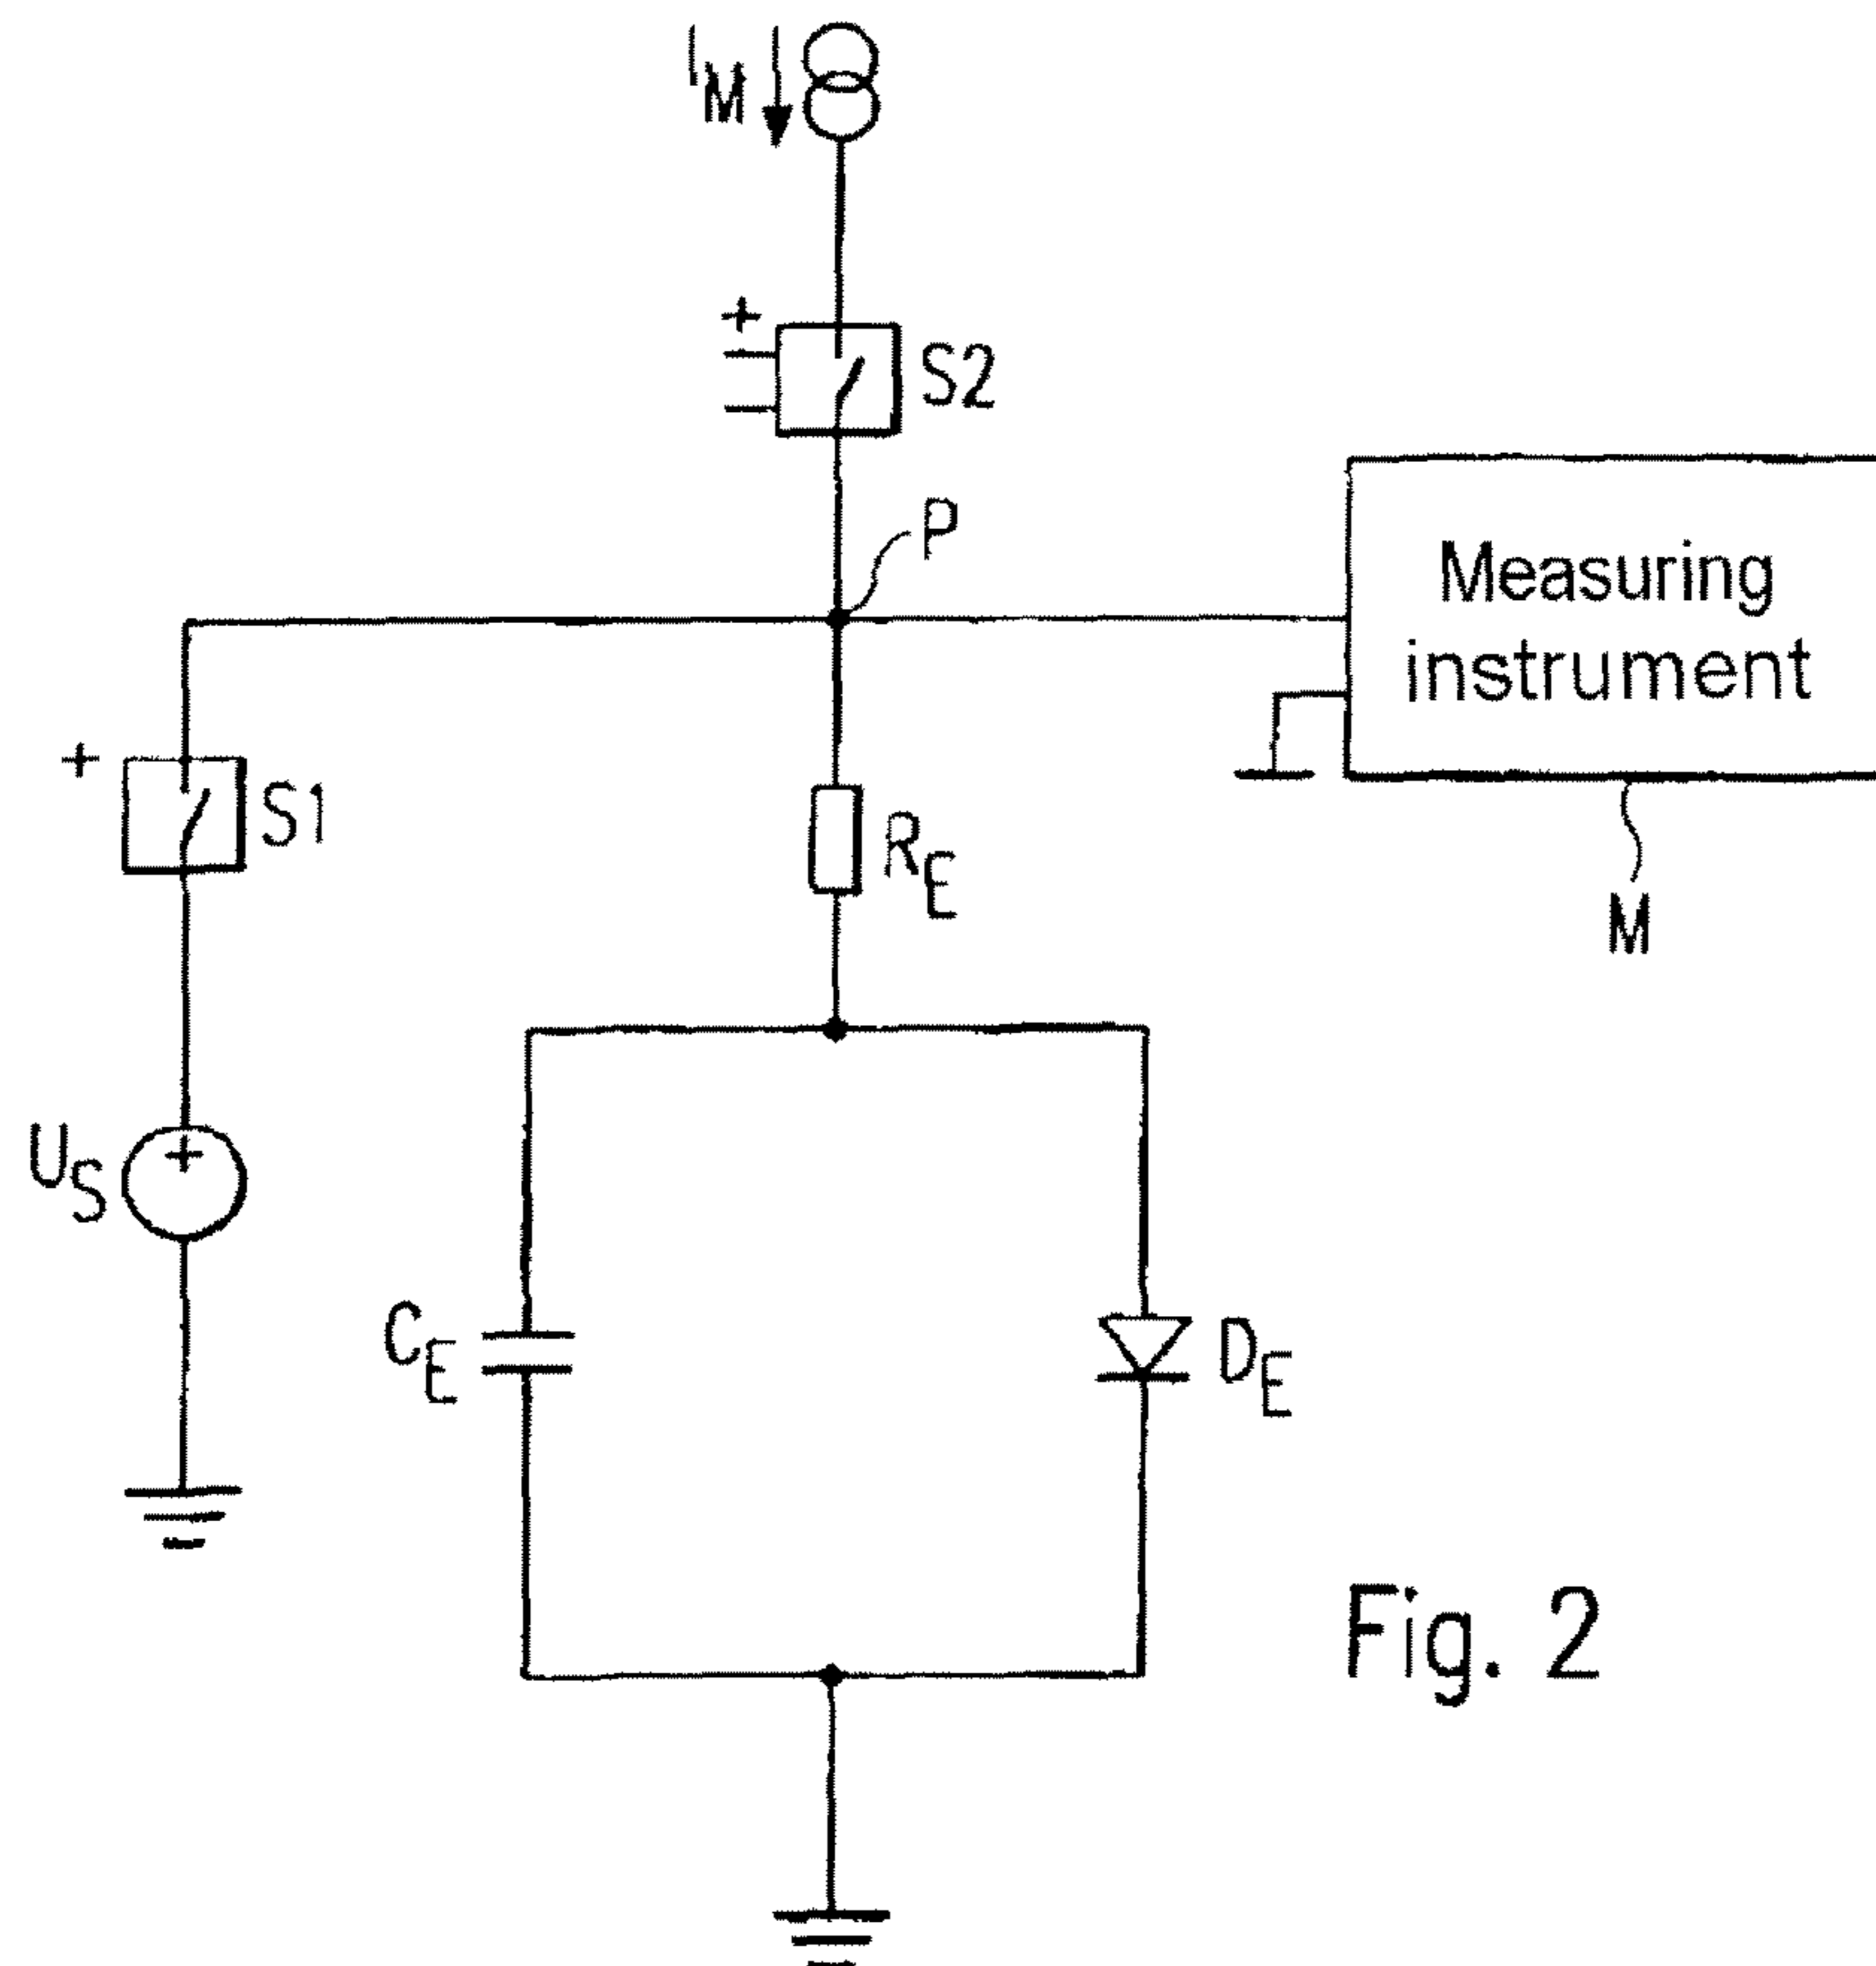 I_M
+
S2
P
Measuring
instrument
+
S1
R_E
M
U_S
+
C_E
D_E
Fig. 2